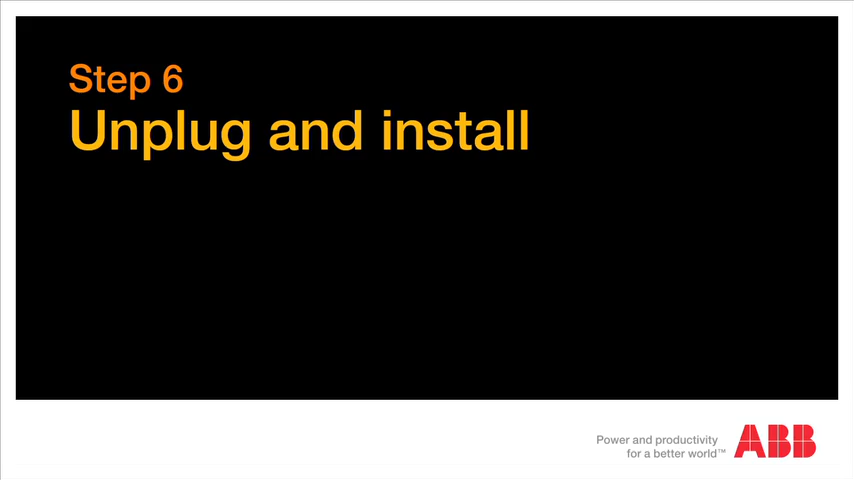 Step 6
Unplug and install
Power and productivity
for a better world™
ABB